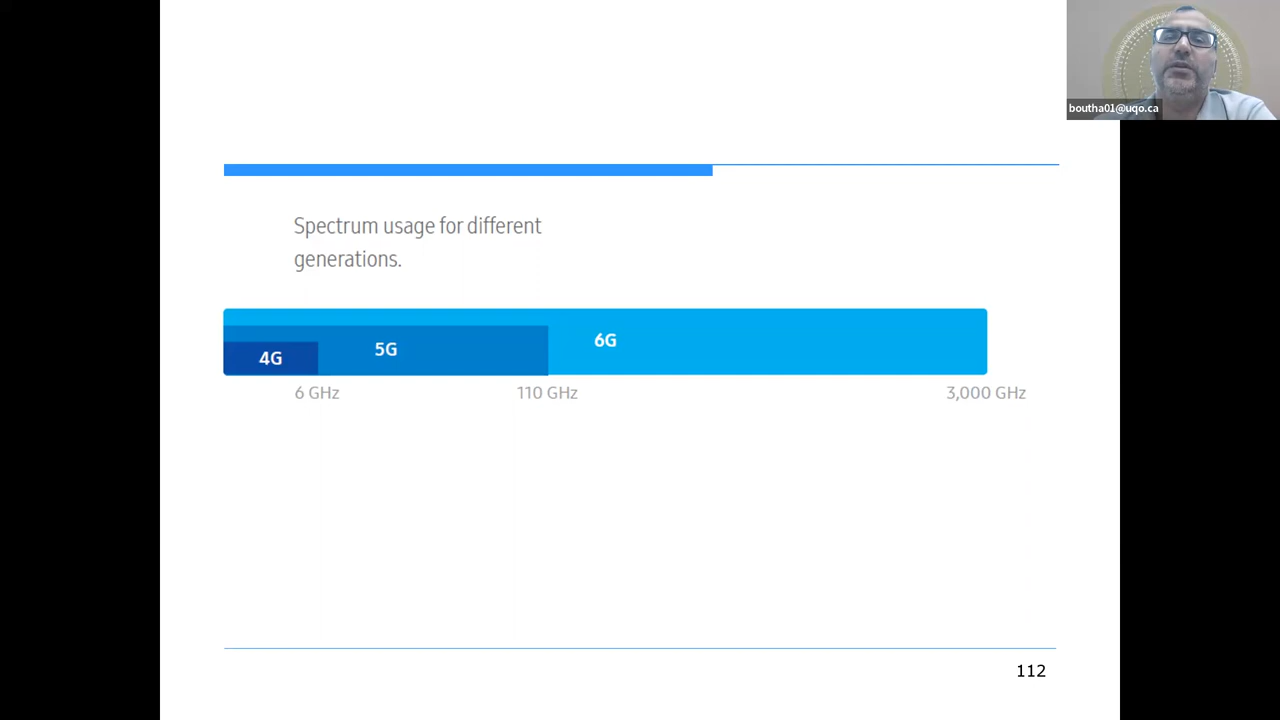 boutha01@uqo.ca
Spectrum usage for different
generations.
6G
5G
4G
6 GHz 110 GHz 3,000 GHz
112